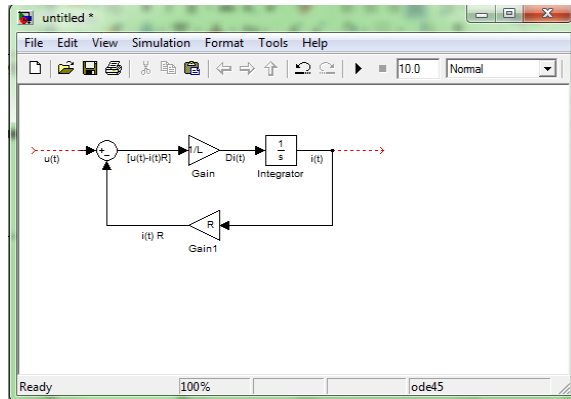 untitled *
File Edit View Simulation Format Tools Help
10.0 Normal
u(t) [u(t)-i(t)R] 1/L Di(t) 1 i(t)
s
Gain Integrator
R
i(t) R
Gain1
Ready 100% ode45